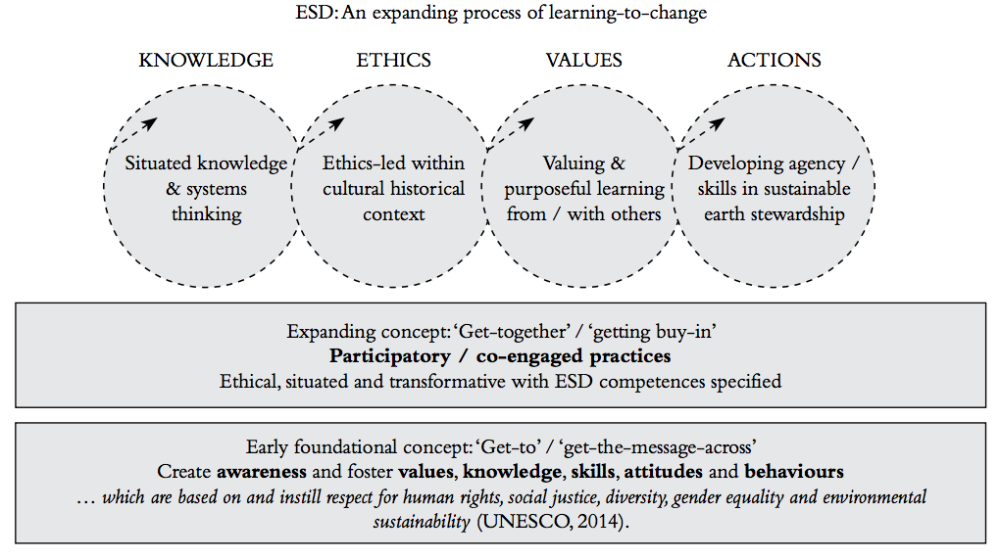 ESD: An expanding process of learning-to-change
KNOWLEDGE
ETHICS
VALUES
ACTIONS
Situated knowledge
& systems
thinking
Ethics-led within
cultural historical
context
Valuing &
purposeful learning
from / with others
Developing agency /
skills in sustainable
earth stewardship
Expanding concept: ‘Get-together’ / ‘getting buy-in’
Participatory / co-engaged practices
Ethical, situated and transformative with ESD competences specified
Early foundational concept: ‘Get-to’ / ‘get-the-message-across’
Create awareness and foster values, knowledge, skills, attitudes and behaviours
… which are based on and instill respect for human rights, social justice, diversity, gender equality and environmental
sustainability (UNESCO, 2014).